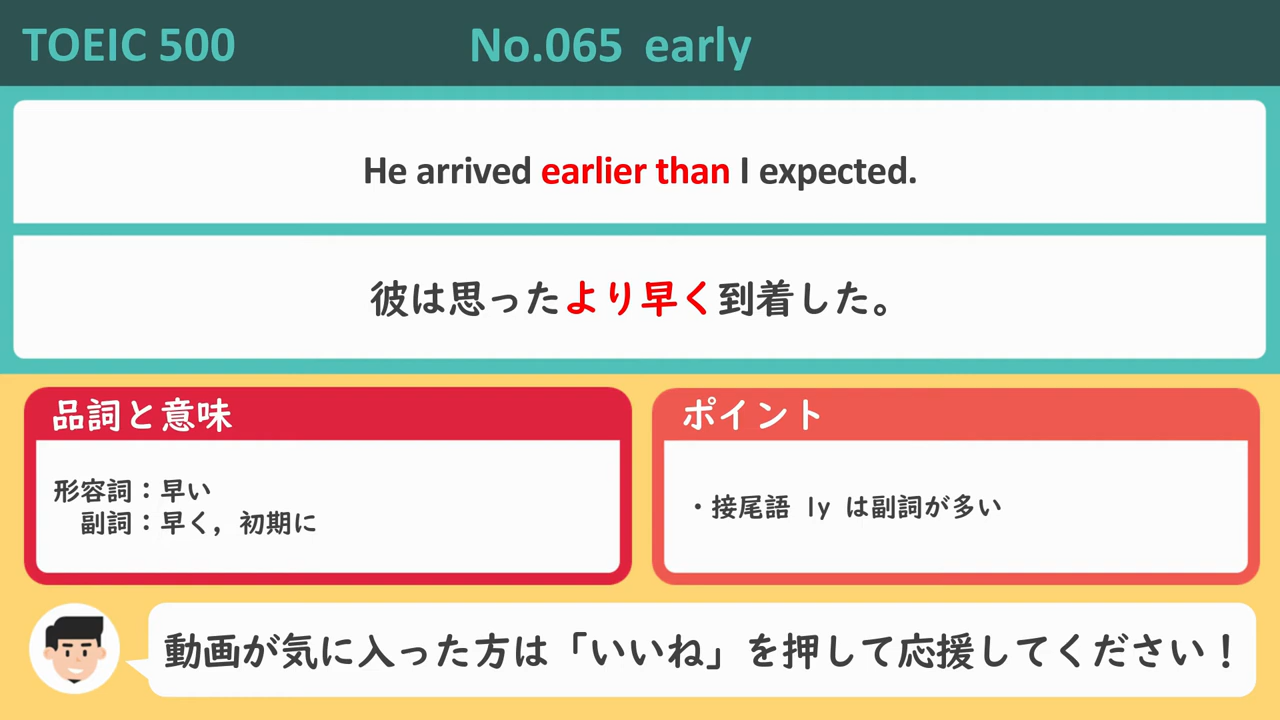 TOEIC 500
No.065 early
He arrived earlier than I expected.
彼は思ったより早く到着した。
品詞と意味
形容詞：早い
副詞：早く，初期に
ポイント
・接尾語 ly は副詞が多い
動画が気に入った方は「いいね」を押して応援してください！